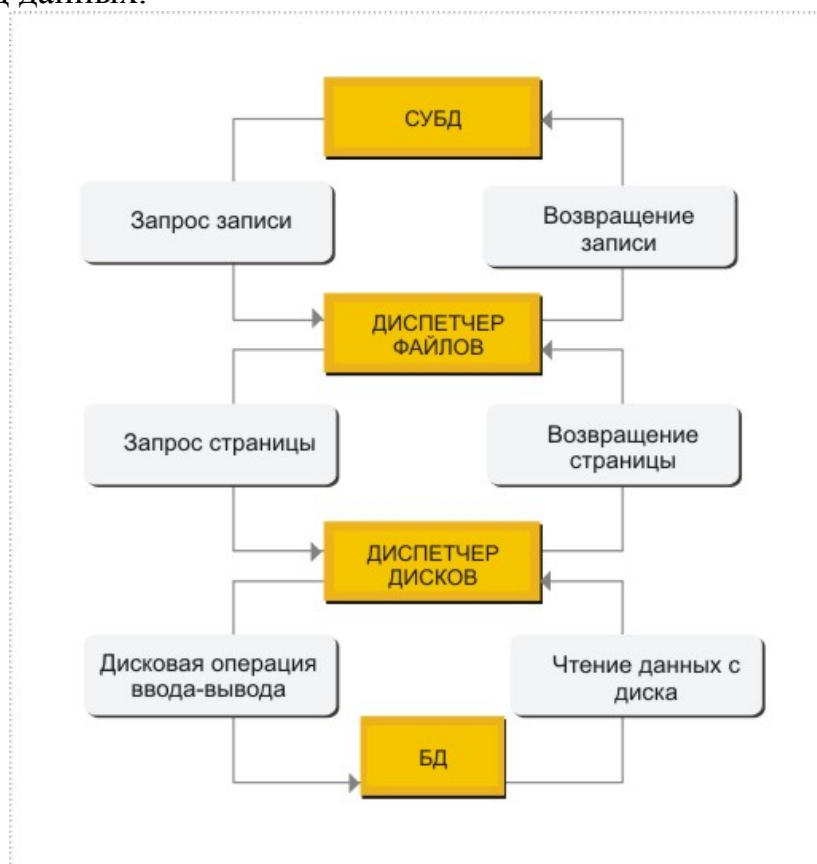 данных.
СУБД
Запрос записи
Возвращение
записи
ДИСПЕТЧЕР
ФАЙЛОВ
Запрос страницы
Возвращение
страницы
ДИСПЕТЧЕР
ДИСКОВ
Дисковая операция
ввода-вывода
Чтение данных с
диска
БД